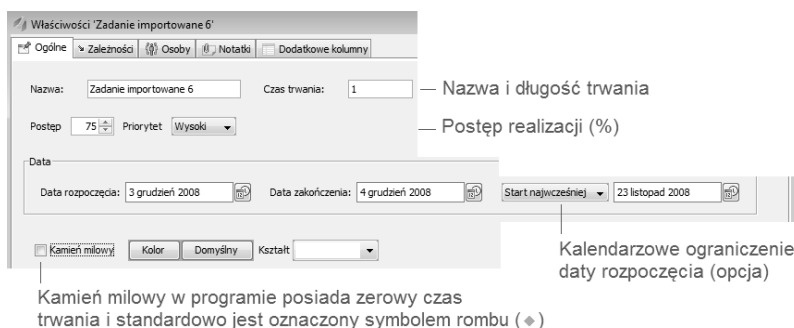 Właściwości 'Zadanie importowane 6'
Ogólne Zależności Osoby Notatki Dodatkowe kolumny
Nazwa: Zadanie importowane 6 Czas trwania: 1 Nazwa i długość trwania
Postęp 75 Priorytet Wysoki Postęp realizacji (%)
Data
Data rozpoczęcia: 3 grudzień 2008 Data zakończenia: 4 grudzień 2008 Start najwcześniej 23 listopad 2008
Kamień milowy Kolor Domyślny Kształt
Kalendarzowe ograniczenie
daty rozpoczęcia (opcja)
Kamień milowy w programie posiada zerowy czas
trwania i standardowo jest oznaczony symbolem rombu (◆)